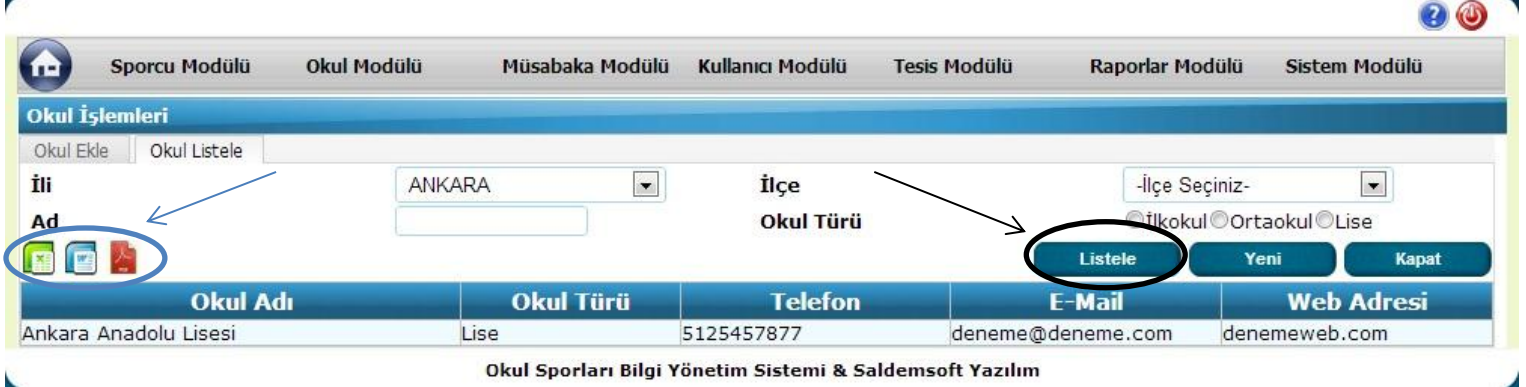 Sporcu Modülü Okul Modülü Müsabaka Modülü Kullanıcı Modülü Tesis Modülü Raporlar Modülü Sistem Modülü
Okul İşlemleri
Okul Ekle Okul Listele
İli ANKARA İlçe -İlçe Seçiniz-
Ad Okul Türü İlkokul Ortaokul Lise
Listele Yeni Kapat
Okul Adı Okul Türü Telefon E-Mail Web Adresi
Ankara Anadolu Lisesi Lise 5125457877 deneme@deneme.com denemeweb.com
Okul Sporları Bilgi Yönetim Sistemi & Saldemsoft Yazılım